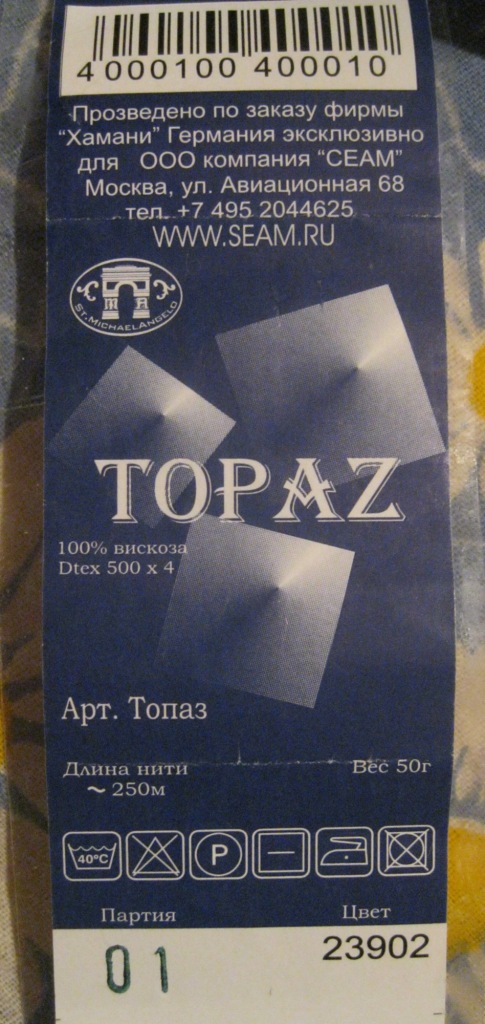 4 000100 400010
Прозведено по заказу фирмы
“Хамани” Германия эксклюзивно
для ООО компания “СЕАМ”
Москва, ул. Авиационная 68
тел. +7 495 2044625
WWW.SEAM.RU
ST.MICHAELANGELO
TOPAZ
100% вискоза
Dtex 500 x 4
Арт. Топаз
Длина нити
~ 250м
Вес 50г
40°C
P
Партия
Цвет
01
23902